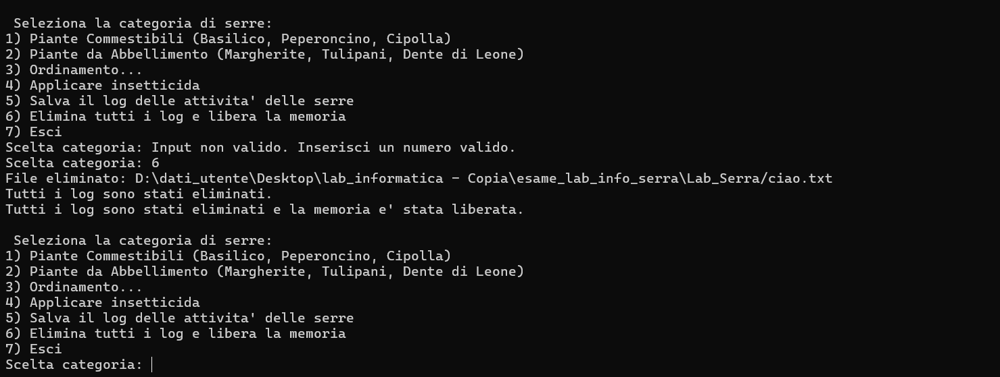 Seleziona la categoria di serre:
1) Piante Commestibili (Basilico, Peperoncino, Cipolla)
2) Piante da Abbellimento (Margherite, Tulipani, Dente di Leone)
3) Ordinamento...
4) Applicare insetticida
5) Salva il log delle attivita' delle serre
6) Elimina tutti i log e libera la memoria
7) Esci
Scelta categoria: Input non valido. Inserisci un numero valido.
Scelta categoria: 6
File eliminato: D:\dati_utente\Desktop\lab_informatica - Copia\esame_lab_info_serra\Lab_Serra/ciao.txt
Tutti i log sono stati eliminati.
Tutti i log sono stati eliminati e la memoria e' stata liberata.
Seleziona la categoria di serre:
1) Piante Commestibili (Basilico, Peperoncino, Cipolla)
2) Piante da Abbellimento (Margherite, Tulipani, Dente di Leone)
3) Ordinamento...
4) Applicare insetticida
5) Salva il log delle attivita' delle serre
6) Elimina tutti i log e libera la memoria
7) Esci
Scelta categoria: